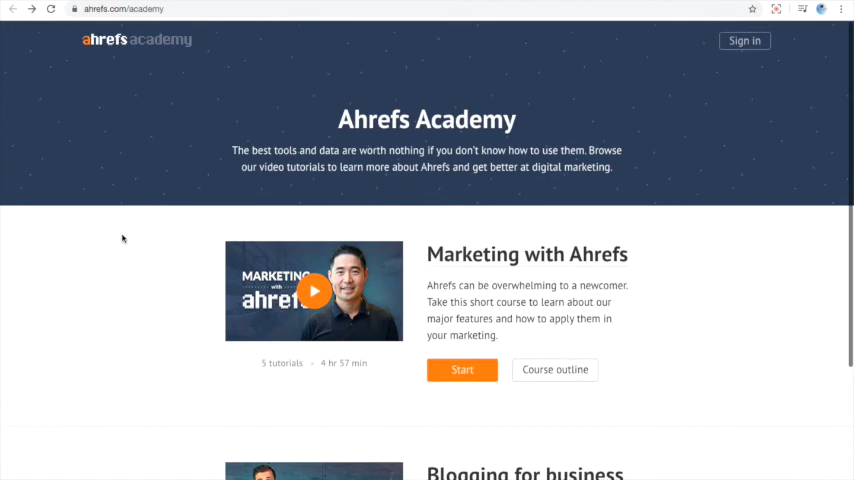 ahrefs.com/academy
ahrefs academy
Sign in
Ahrefs Academy
The best tools and data are worth nothing if you don't know how to use them. Browse
our video tutorials to learn more about Ahrefs and get better at digital marketing.
MARKETING
with
ahrefs
5 tutorials - 4 hr 57 min
Marketing with Ahrefs
Ahrefs can be overwhelming to a newcomer.
Take this short course to learn about our
major features and how to apply them in
your marketing.
Start
Course outline
Blogging for business